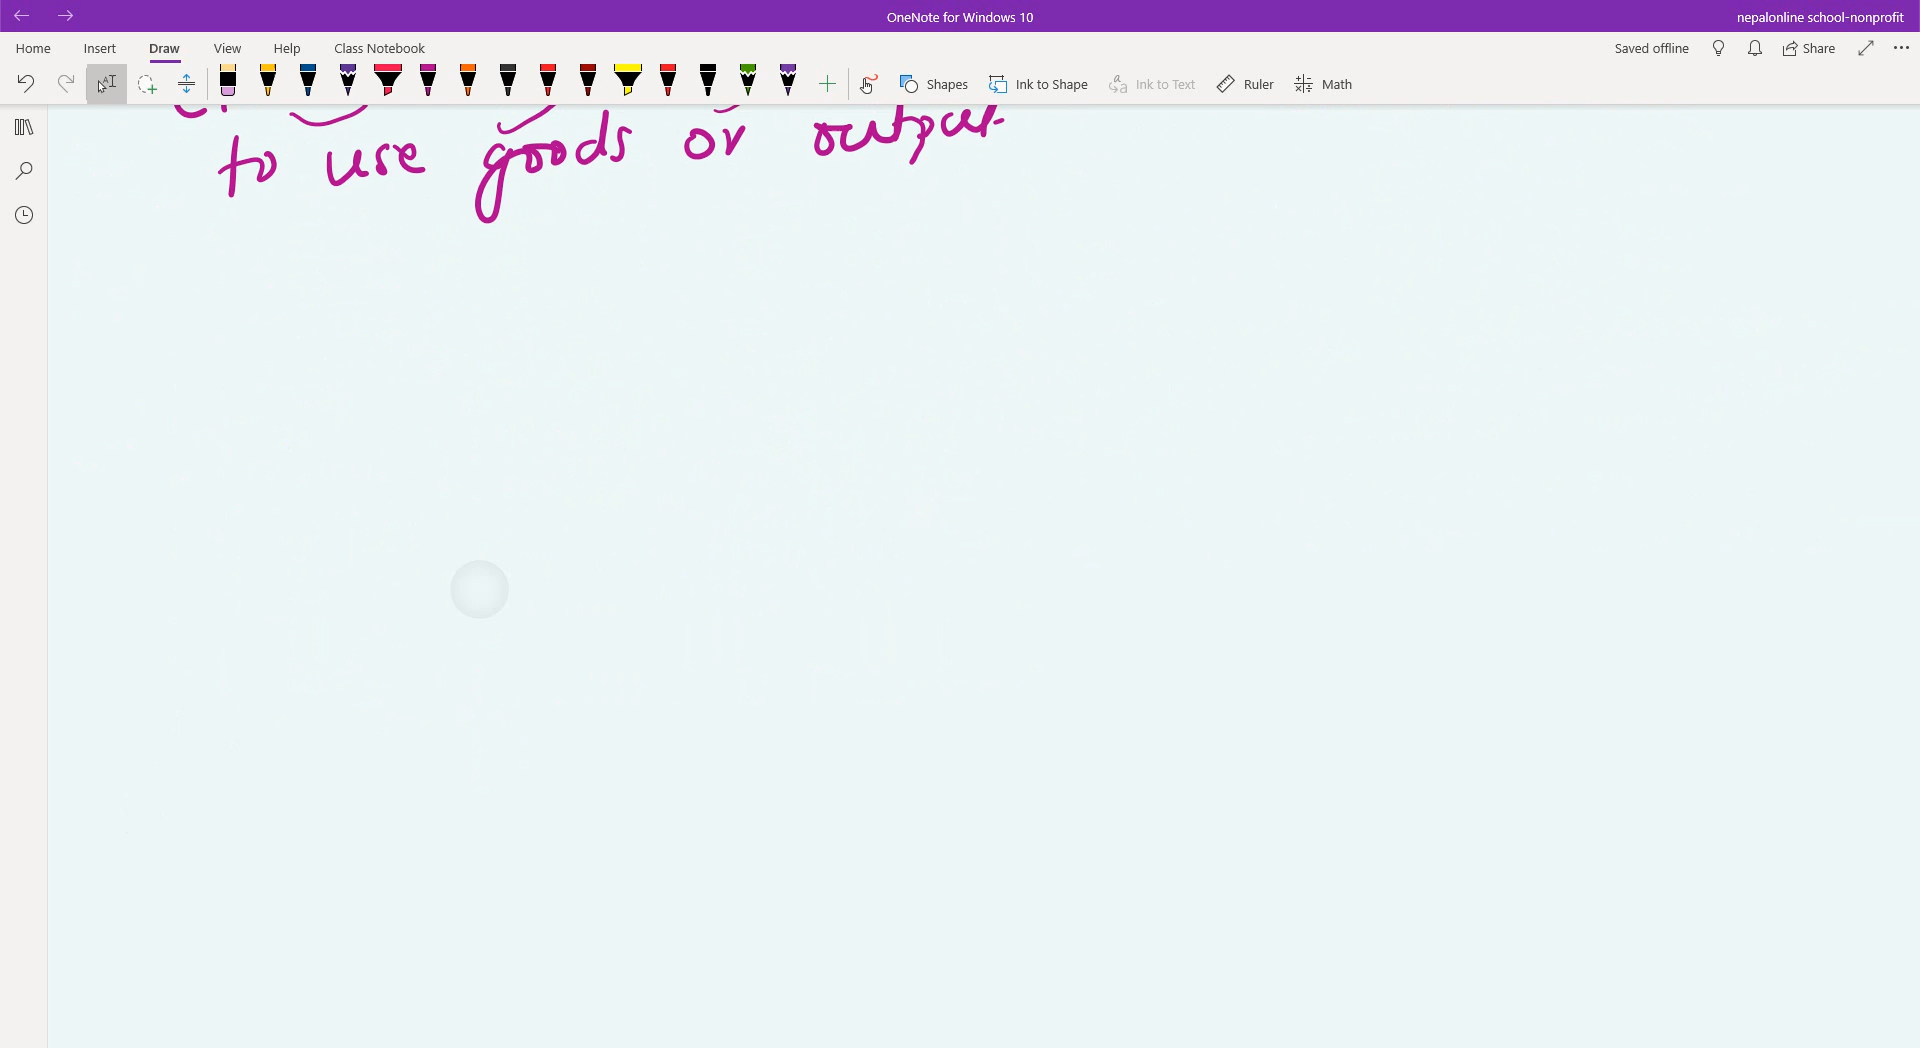 OneNote for Windows 10
nepalonline school-nonprofit
Home Insert Draw View Help Class Notebook
Saved offline Share
Shapes Ink to Shape Ink to Text Ruler Math
to use goods or output